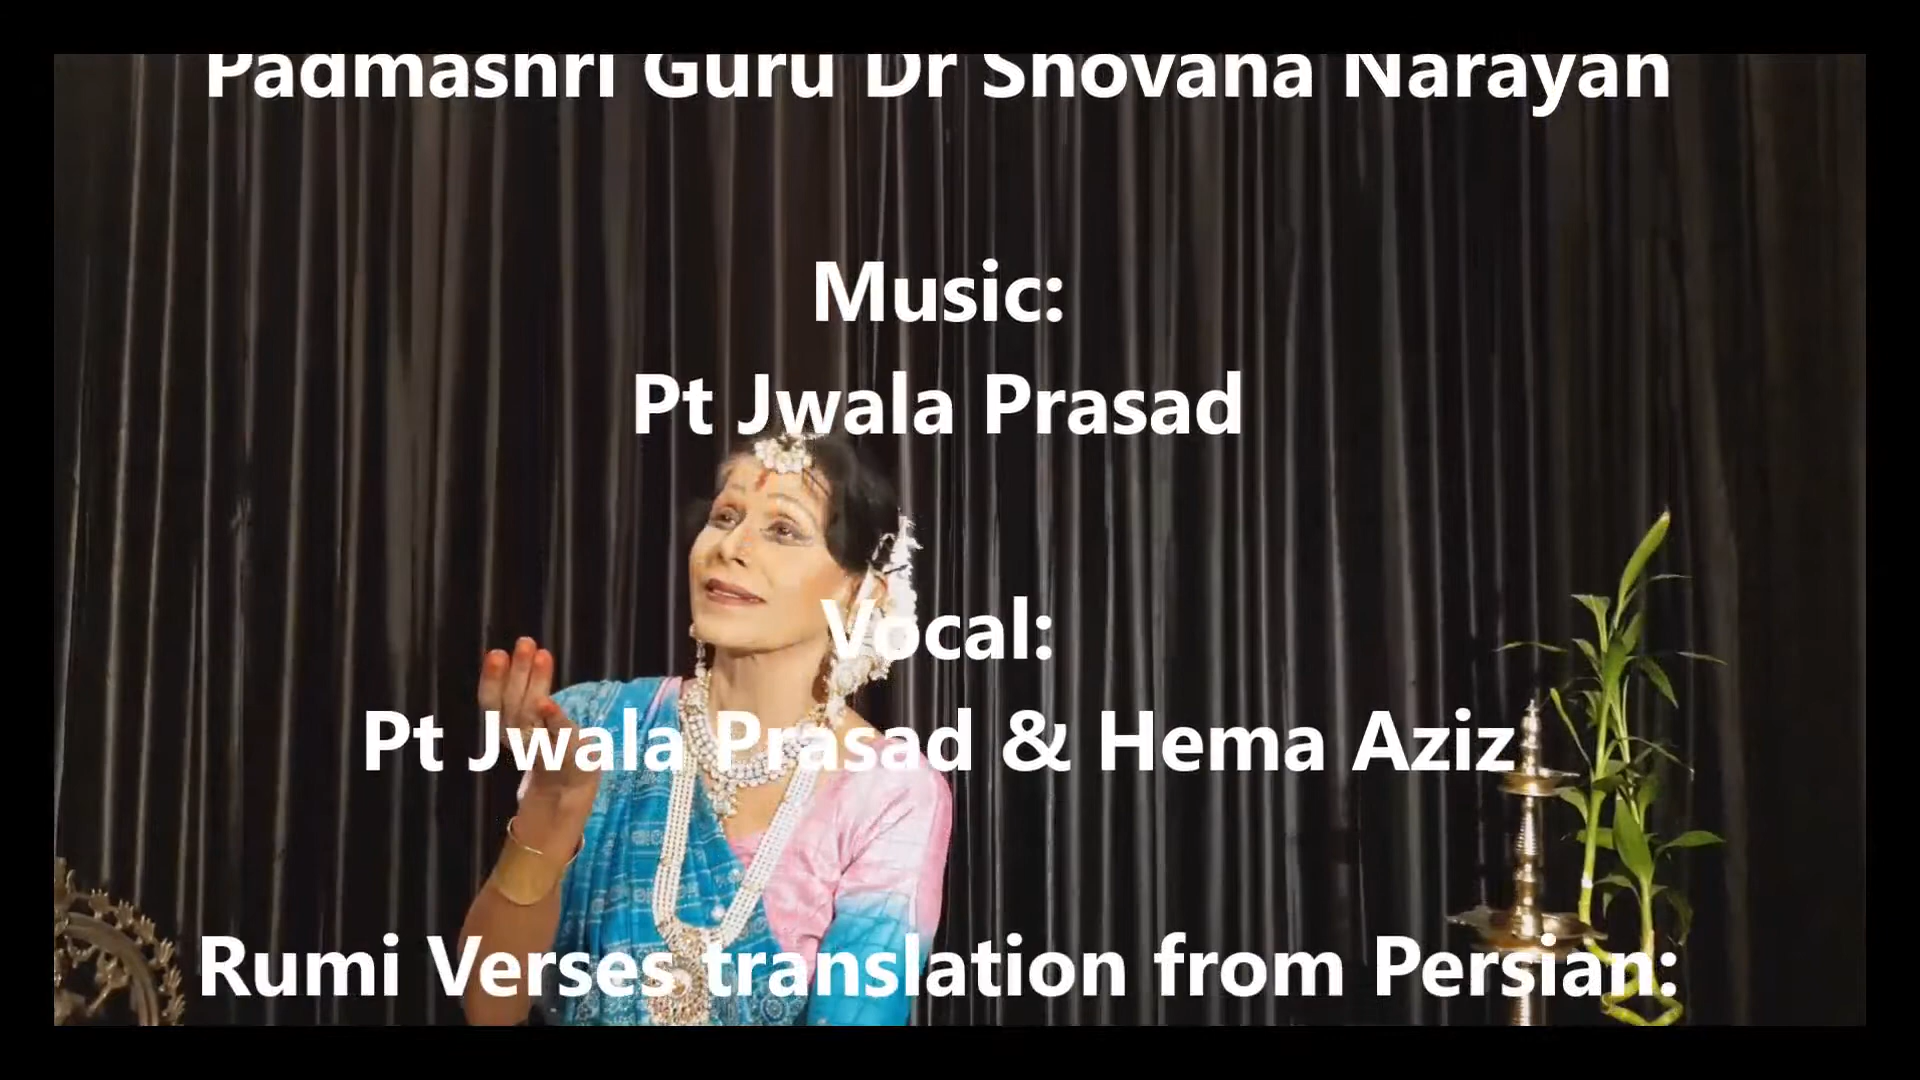 Padmashri Guru Dr Shovana Narayan
Music:
Pt Jwala Prasad
Vocal:
Pt Jwala Prasad & Hema Aziz
Rumi Verses translation from Persian: